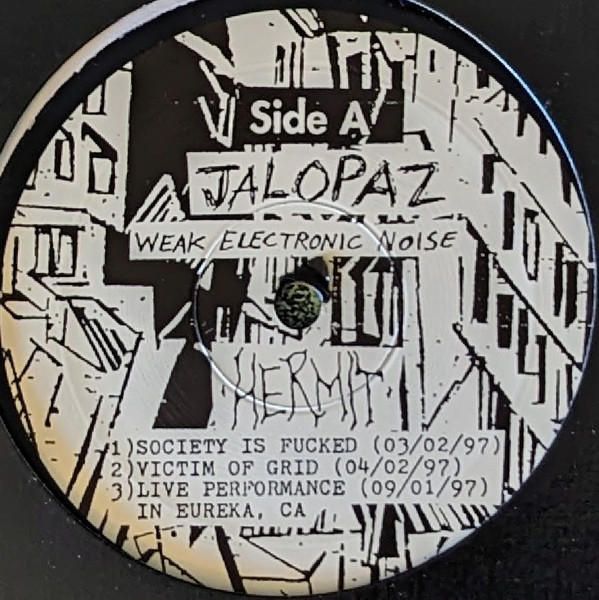 Side A
JALOPAZ
WEAK ELECTRONIC NOISE
HERMIT
1)SOCIETY IS FUCKED (03/02/97)
2)VICTIM OF GRID (04/02/97)
3)LIVE PERFORMANCE (09/01/97)
IN EUREKA, CA